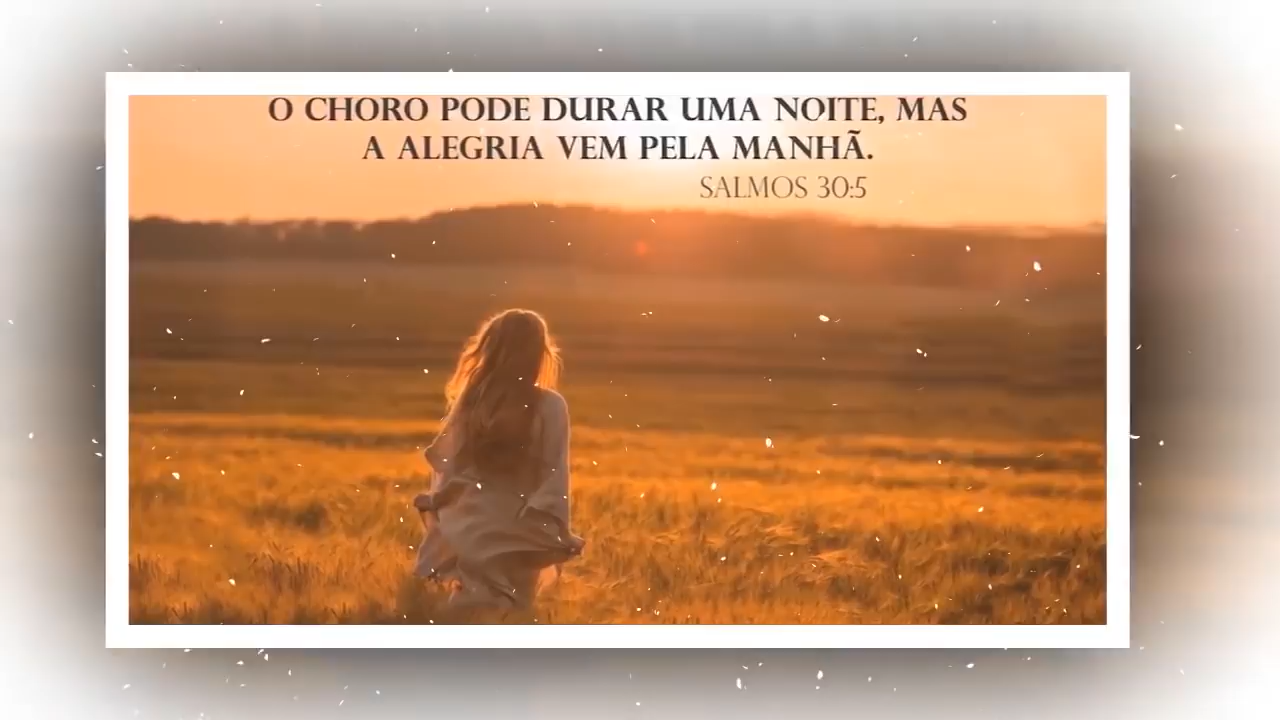 O CHORO PODE DURAR UMA NOITE, MAS
A ALEGRIA VEM PELA MANHÃ.
SALMOS 30:5